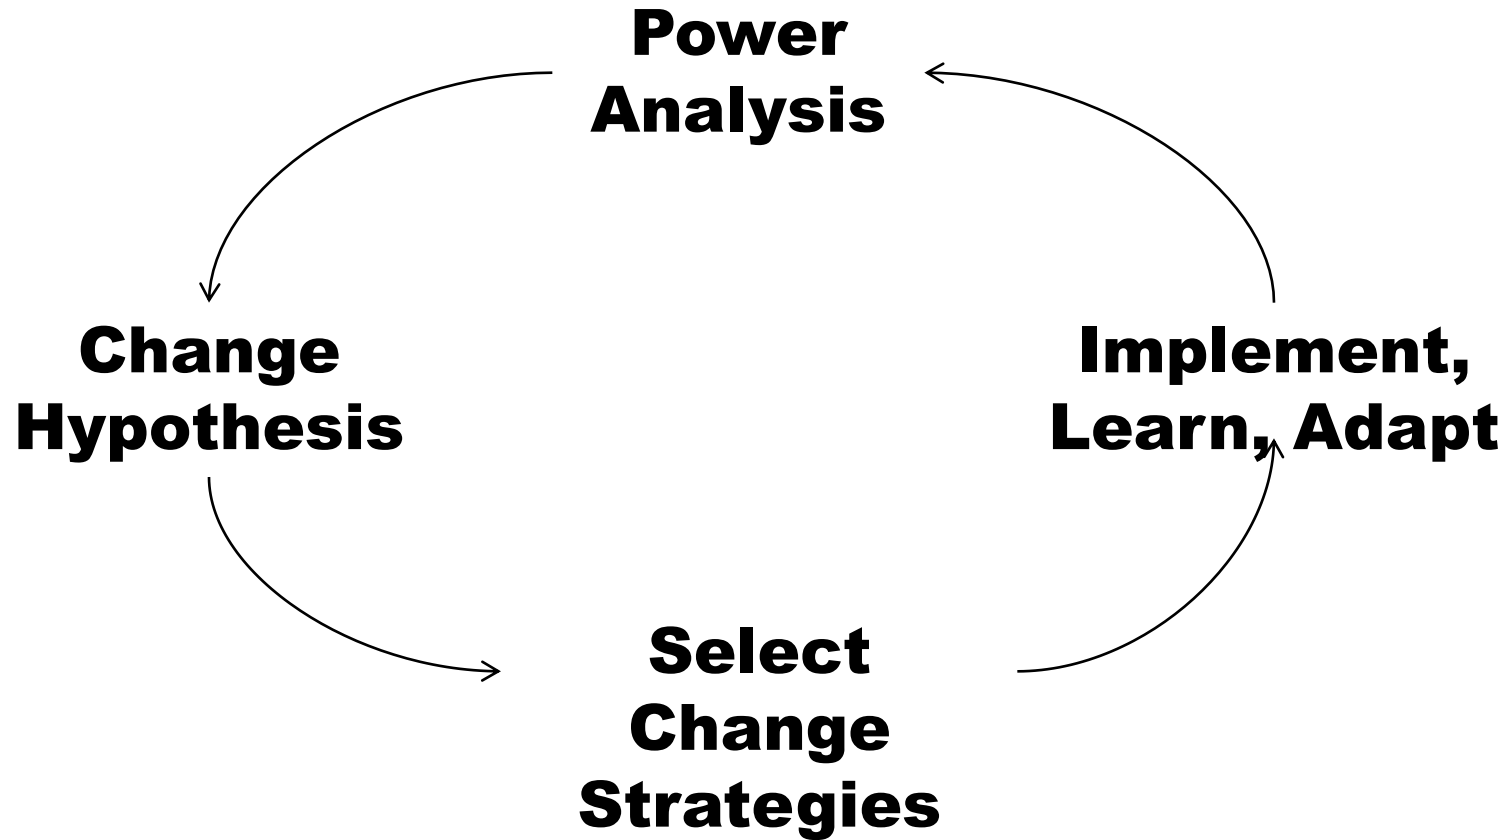 Power
Analysis
Change
Hypothesis
Implement,
Learn, Adapt
Select
Change
Strategies